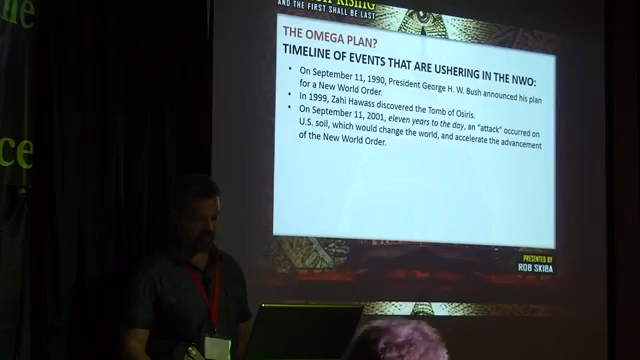 ne
ce
AND THE FIRST SHALL BE LAST
THE OMEGA PLAN?
TIMELINE OF EVENTS THAT ARE USHERING IN THE NWO:
• On September 11, 1990, President George H. W. Bush announced his plan
for a New World Order.
• In 1999, Zahi Hawass discovered the Tomb of Osiris.
• On September 11, 2001, eleven years to the day, an “attack” occurred on
U.S. soil, which would change the world, and accelerate the advancement
of the New World Order.
PRESENTED BY
ROB SKIBA